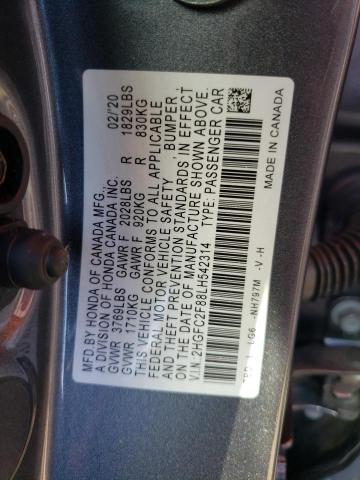 MFD.BY HONDA OF CANADA MFG. 02/20
A DIVISION OF HONDA CANADA INC.
GVWR 3769LBS GAWR F 2028LBS R 1829LBS
GVWR 1710KG GAWR F 920KG R 830KG
THIS VEHICLE CONFORMS TO ALL APPLICABLE
FEDERAL MOTOR VEHICLE SAFETY , BUMPER ,
AND THEFT PREVENTION STANDARDS IN EFFECT
ON THE DATE OF MANUFACTURE SHOWN ABOVE.
V.I.N.:2HGFC2F88LH542314 TYPE:PASSENGER CAR
NH797M -V -H MADE IN CANADA